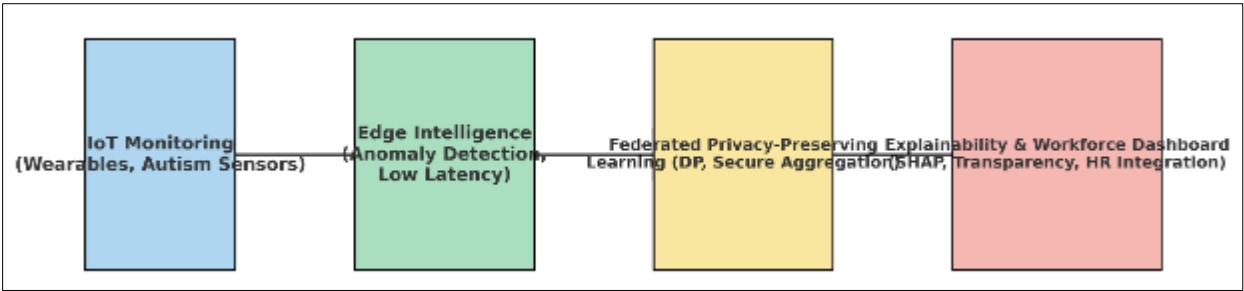 IoT Monitoring
(Wearables, Autism Sensors)
Edge Intelligence
(Anomaly Detection,
Low Latency)
Federated Privacy-Preserving
Learning (DP, Secure Aggregation)
Explainability & Workforce Dashboard
(SHAP, Transparency, HR Integration)